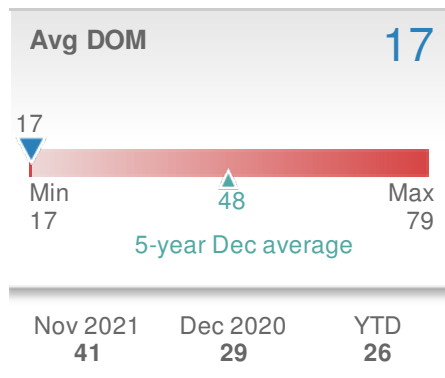 Avg DOM 17
17
Min Max
17 48 79
5-year Dec average
Nov 2021 Dec 2020 YTD
41 29 26